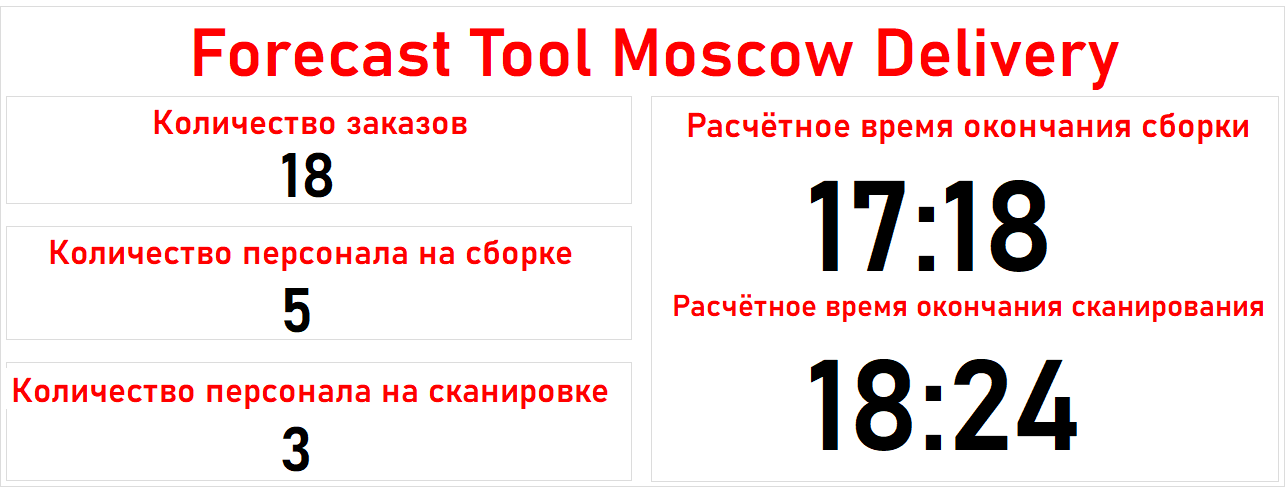 Forecast Tool Moscow Delivery
Количество заказов
18
Количество персонала на сборке
5
Количество персонала на сканировке
3
Расчётное время окончания сборки
17:18
Расчётное время окончания сканирования
18:24